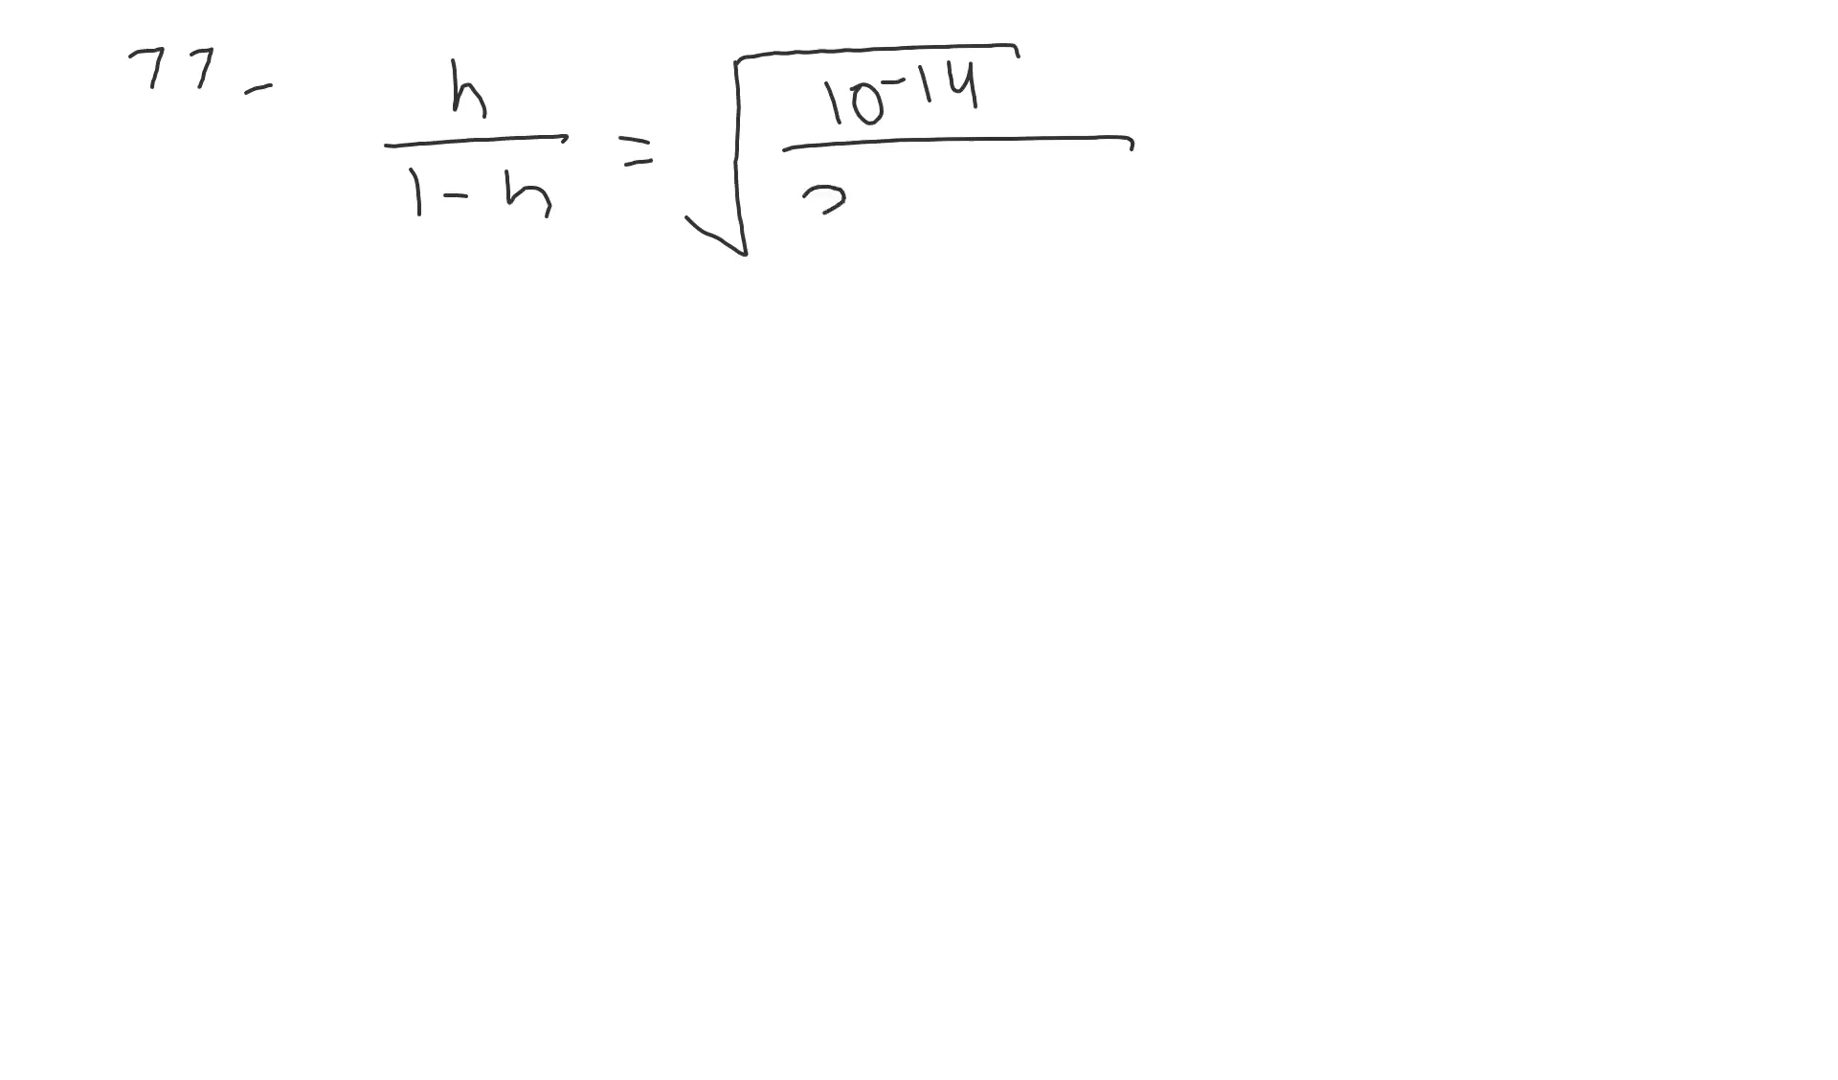 77- h/(1-h) = √(10^-14/